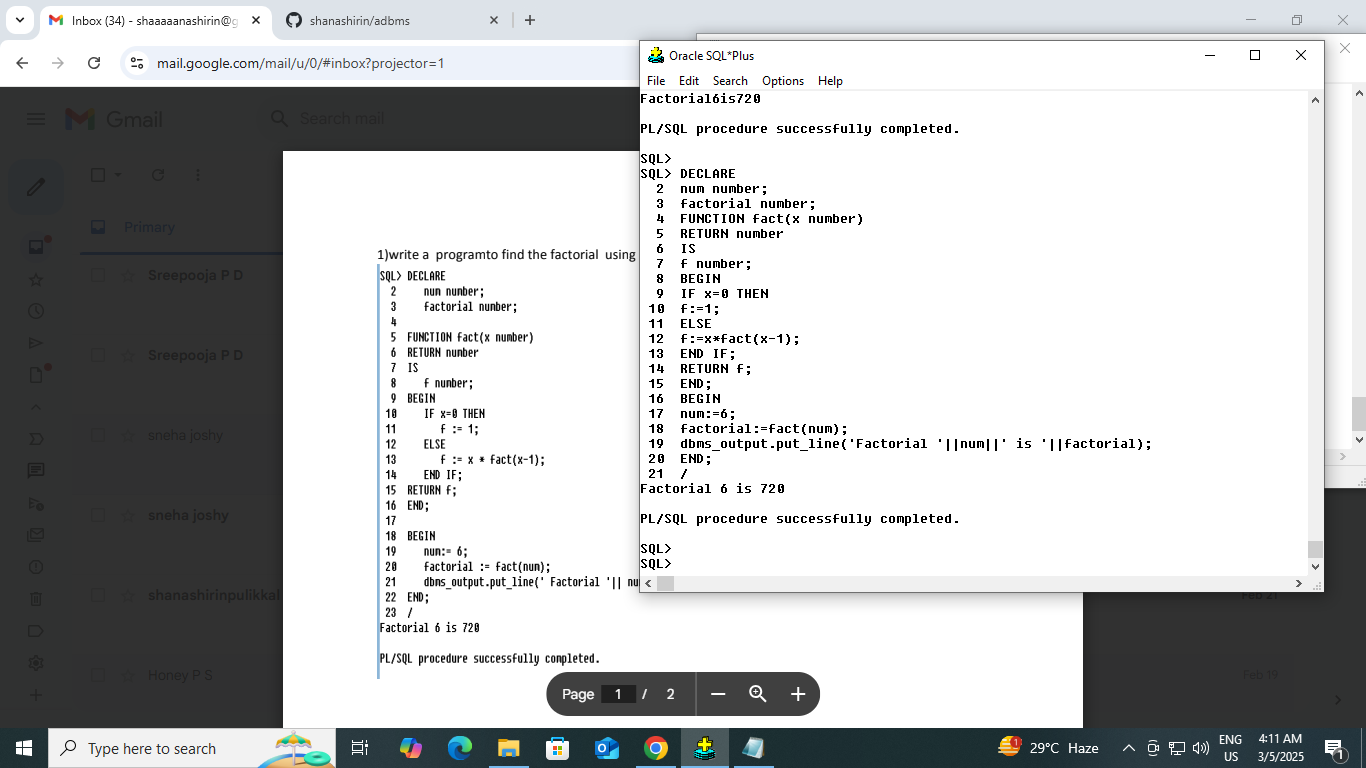 Inbox (34) - shaaaaanashirin@g
shanashirin/adbms
mail.google.com/mail/u/0/#inbox?projector=1
Gmail
Search mail
Primary
Sreepooja P D
Sreepooja P D
sneha joshy
sneha joshy
shanashirinpulikkal
Feb 21
Honey P S
Feb 19
1)write a  programto find the factorial  using
SQL> DECLARE
2 num number;
3 factorial number;
4
5 FUNCTION fact(x number)
6 RETURN number
7 IS
8 f number;
9 BEGIN
10 IF x=0 THEN
11 f := 1;
12 ELSE
13 f := x * fact(x-1);
14 END IF;
15 RETURN f;
16 END;
17
18 BEGIN
19 num:= 6;
20 factorial := fact(num);
21 dbms_output.put_line(' Factorial '|| nu
22 END;
23 /
Factorial 6 is 720
PL/SQL procedure successfully completed.
Page 1 / 2
Oracle SQL*Plus
File Edit Search Options Help
Factorial6is720
PL/SQL procedure successfully completed.
SQL>
SQL> DECLARE
2 num number;
3 factorial number;
4 FUNCTION fact(x number)
5 RETURN number
6 IS
7 f number;
8 BEGIN
9 IF x=0 THEN
10 f:=1;
11 ELSE
12 f:=x*fact(x-1);
13 END IF;
14 RETURN f;
15 END;
16 BEGIN
17 num:=6;
18 factorial:=fact(num);
19 dbms_output.put_line('Factorial '||num||' is '||factorial);
20 END;
21 /
Factorial 6 is 720
PL/SQL procedure successfully completed.
SQL>
SQL>
Type here to search
1
29°C Haze
ENG
US
4:11 AM
3/5/2025
1